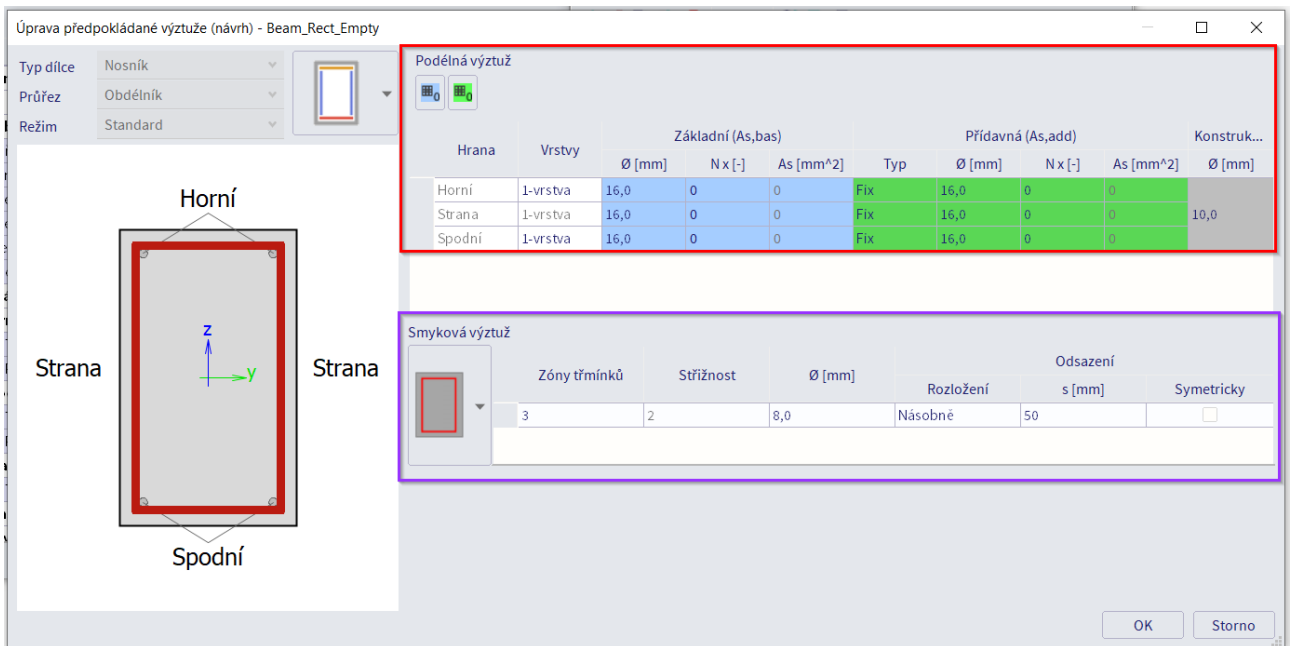 Úprava předpokládané výztuže (návrh) - Beam_Rect_Empty
Typ dílce Nosník
Průřez Obdélník
Režim Standard
Horní
z
y
Strana Strana
Spodní
Podélná výztuž
Hrana Vrstvy Základní (As,bas) Přídavná (As,add) Konstruk...
Ø [mm] N x [-] As [mm^2] Typ Ø [mm] N x [-] As [mm^2] Ø [mm]
Horní 1-vrstva 16,0 0 0 Fix 16,0 0 0
Strana 1-vrstva 16,0 0 0 Fix 16,0 0 0 10,0
Spodní 1-vrstva 16,0 0 0 Fix 16,0 0 0
Smyková výztuž
Zóny třmínků Střižnost Ø [mm] Odsazení
Rozložení s [mm] Symetricky
3 2 8,0 Násobné 50
OK Storno